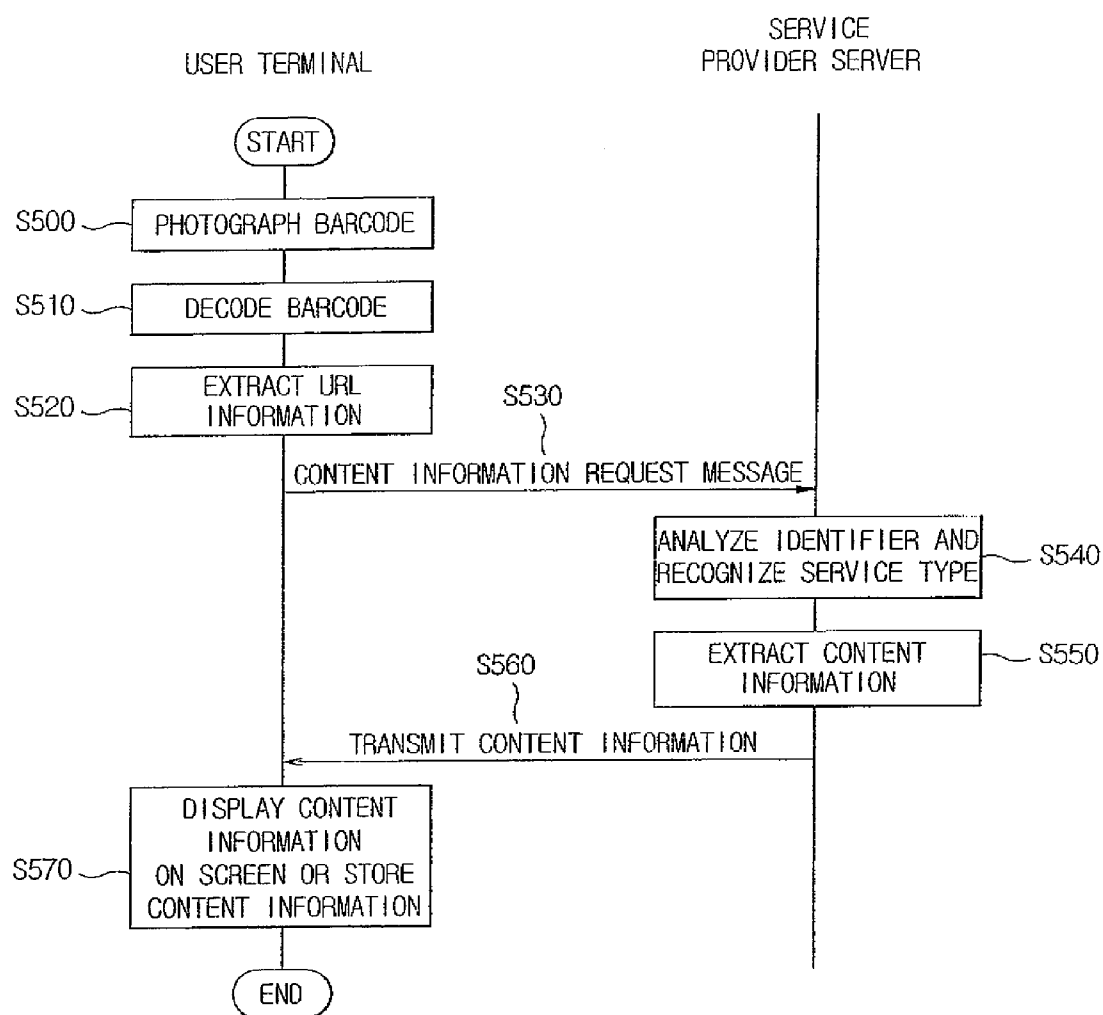 SERVICE
PROVIDER SERVER
USER TERMINAL
START
S500
PHOTOGRAPH BARCODE
S510
DECODE BARCODE
S520
EXTRACT URL
INFORMATION
S530
CONTENT INFORMATION REQUEST MESSAGE
ANALYZE IDENTIFIER AND
RECOGNIZE SERVICE TYPE
S540
EXTRACT CONTENT
INFORMATION
S550
S560
TRANSMIT CONTENT INFORMATION
S570
DISPLAY CONTENT
INFORMATION
ON SCREEN OR STORE
CONTENT INFORMATION
END